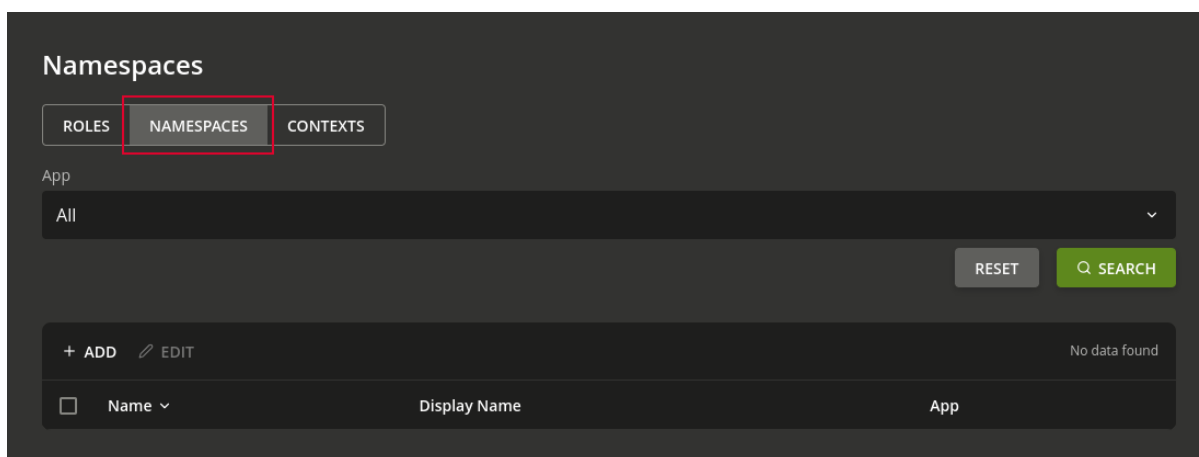 Namespaces
ROLES NAMESPACES CONTEXTS
App
All
RESET SEARCH
+ ADD EDIT No data found
Name Display Name App